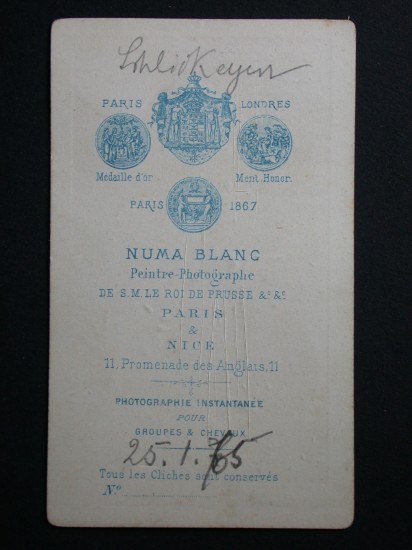 Schlickeysen
PARIS LONDRES
Médaille d'or. Ment. Honor.
PARIS 1867
NUMA BLANC
Peintre-Photographe
DE S.M. LE ROI DE PRUSSE &c. &c.
PARIS
&
NICE
11, Promenade des Anglais, 11
PHOTOGRAPHIE INSTANTANÉE
POUR
GROUPES & CHEVAUX
25.1.75
Tous les Clichés sont conservés
N°